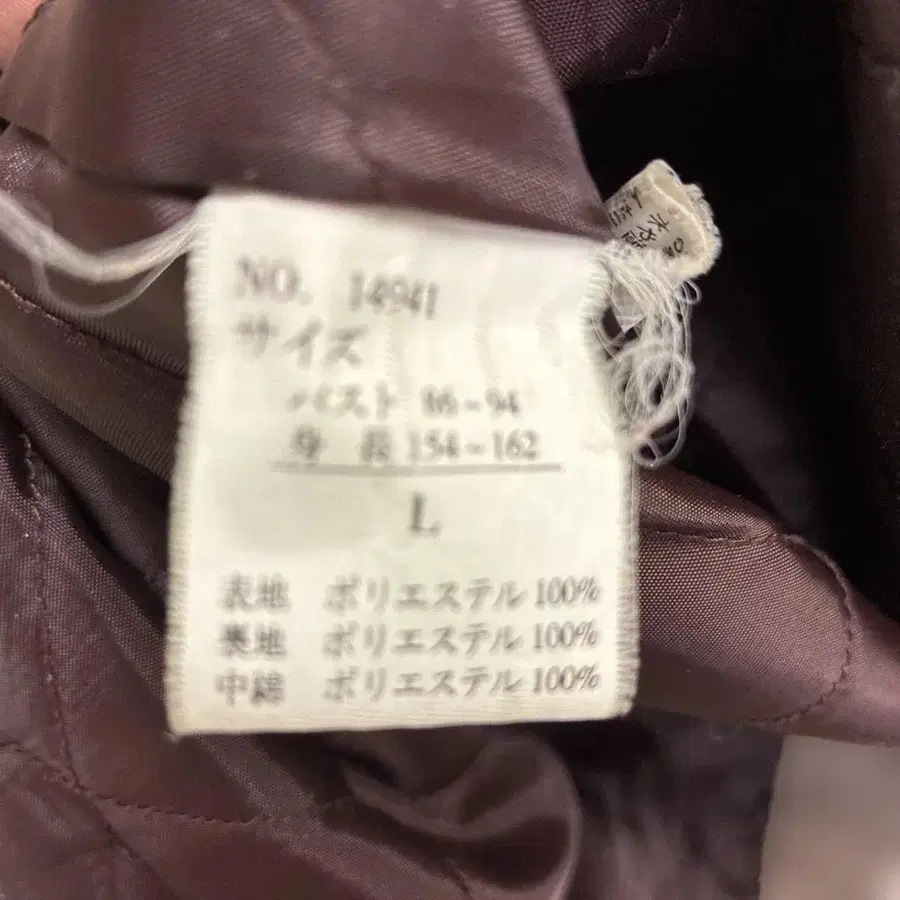 NO. 14941
サイズ
バスト 86~94
身長 154~162
L
表地 ポリエステル 100%
裏地 ポリエステル 100%
中綿 ポリエステル 100%